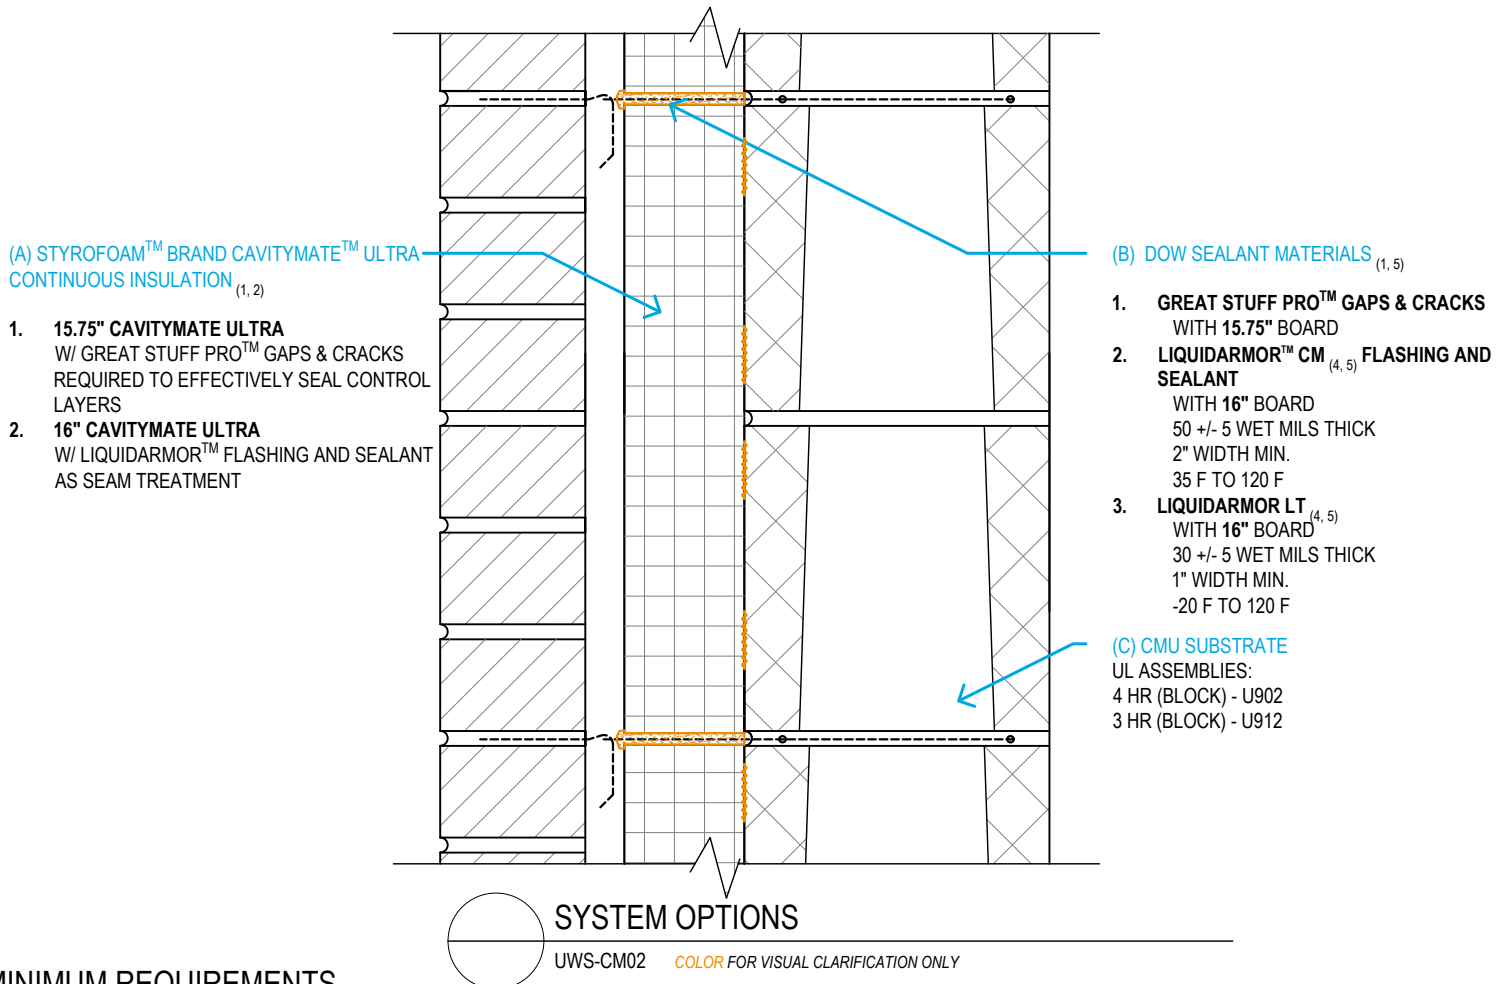 (A) STYROFOAM™ BRAND CAVITYMATE™ ULTRA
CONTINUOUS INSULATION (1, 2)
1. 15.75" CAVITYMATE ULTRA
W/ GREAT STUFF PRO™ GAPS & CRACKS
REQUIRED TO EFFECTIVELY SEAL CONTROL
LAYERS
2. 16" CAVITYMATE ULTRA
W/ LIQUIDARMOR™ FLASHING AND SEALANT
AS SEAM TREATMENT
(B) DOW SEALANT MATERIALS (1, 5)
1. GREAT STUFF PRO™ GAPS & CRACKS
WITH 15.75" BOARD
2. LIQUIDARMOR™ CM (4, 5) FLASHING AND
SEALANT
WITH 16" BOARD
50 +/- 5 WET MILS THICK
2" WIDTH MIN.
35 F TO 120 F
3. LIQUIDARMOR LT (4, 5)
WITH 16" BOARD
30 +/- 5 WET MILS THICK
1" WIDTH MIN.
-20 F TO 120 F
(C) CMU SUBSTRATE
UL ASSEMBLIES:
4 HR (BLOCK) - U902
3 HR (BLOCK) - U912
SYSTEM OPTIONS
UWS-CM02 COLOR FOR VISUAL CLARIFICATION ONLY
MINIMUM REQUIREMENTS